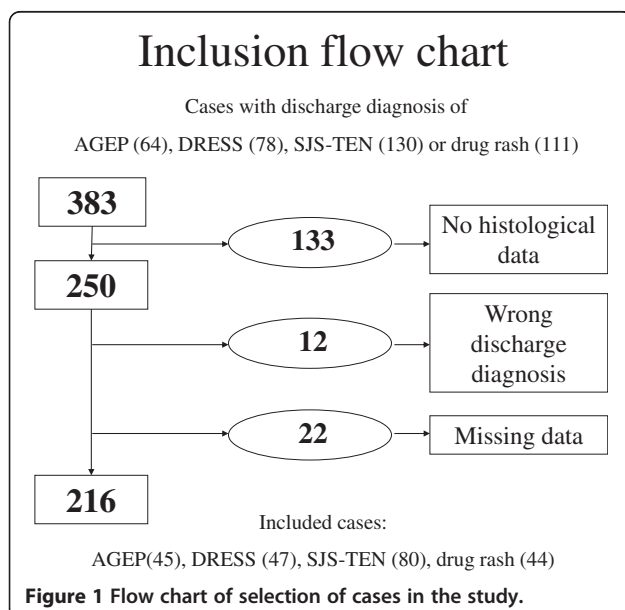 Inclusion flow chart
Cases with discharge diagnosis of
AGEP (64), DRESS (78), SJS-TEN (130) or drug rash (111)
383
133
No histological
data
250
12
Wrong
discharge
diagnosis
22
Missing data
216
Included cases:
AGEP(45), DRESS (47), SJS-TEN (80), drug rash (44)
Figure 1 Flow chart of selection of cases in the study.